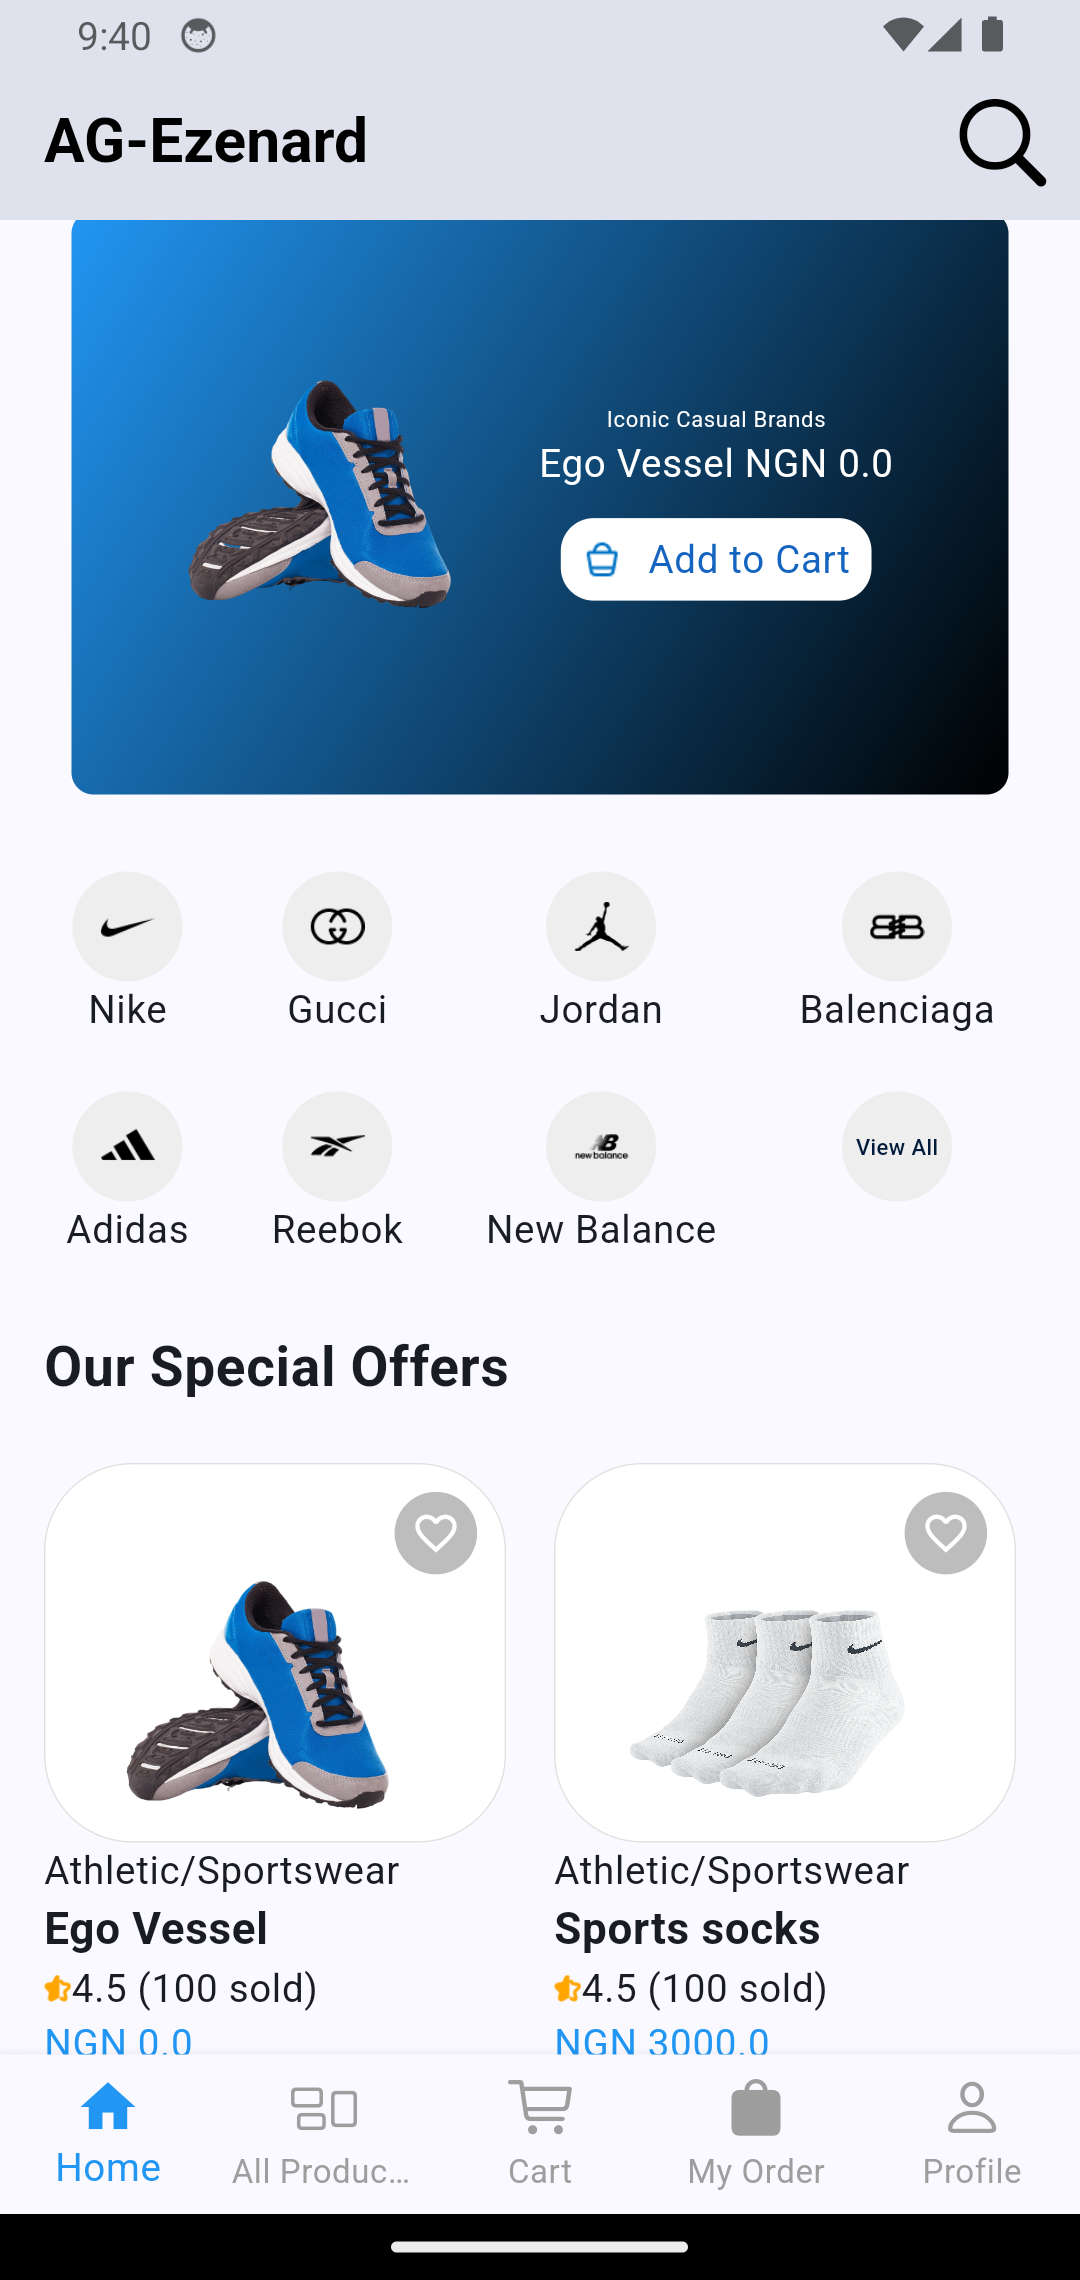 9:40
AG-Ezenard
Iconic Casual Brands
Ego Vessel NGN 0.0
Add to Cart
Nike
Gucci
Jordan
Balenciaga
new balance
View All
Adidas
Reebok
New Balance
Our Special Offers
Athletic/Sportswear
Athletic/Sportswear
Ego Vessel
Sports socks
4.5 (100 sold)
4.5 (100 sold)
NGN 0.0
NGN 3000.0
Home
All Produc...
Cart
My Order
Profile